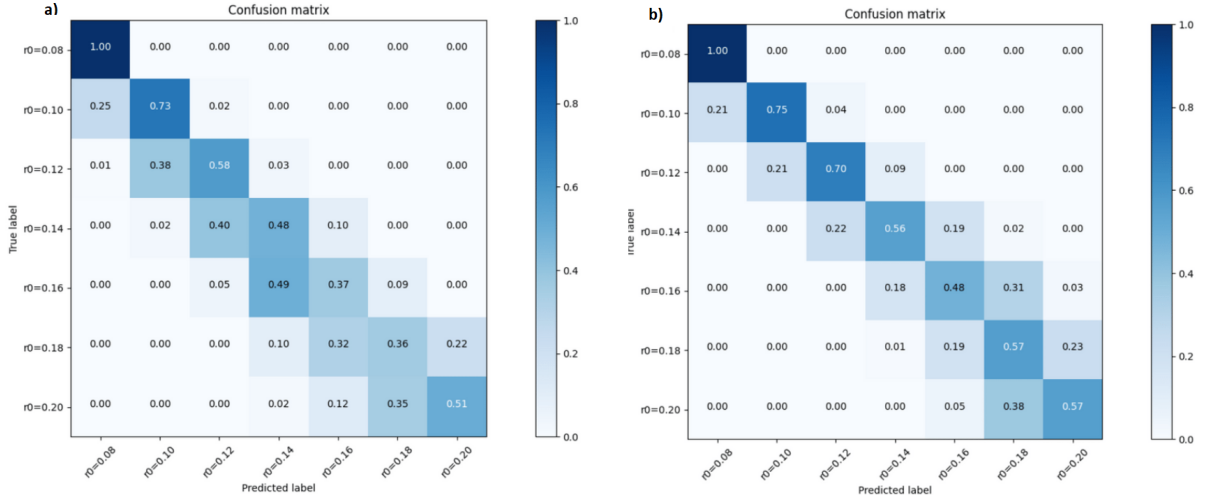 a)
Confusion matrix
r0=0.08 1.00 0.00 0.00 0.00 0.00 0.00 0.00
r0=0.10 0.25 0.73 0.02 0.00 0.00 0.00 0.00
r0=0.12 0.01 0.38 0.58 0.03 0.00 0.00 0.00
r0=0.14 0.00 0.02 0.40 0.48 0.10 0.00 0.00
r0=0.16 0.00 0.00 0.05 0.49 0.37 0.09 0.00
r0=0.18 0.00 0.00 0.00 0.10 0.32 0.36 0.22
r0=0.20 0.00 0.00 0.00 0.02 0.12 0.35 0.51
True label
r0=0.08 r0=0.10 r0=0.12 r0=0.14 r0=0.16 r0=0.18 r0=0.20
Predicted label
1.0
0.8
0.6
0.4
0.2
0.0
b)
Confusion matrix
r0=0.08 1.00 0.00 0.00 0.00 0.00 0.00 0.00
r0=0.10 0.21 0.75 0.04 0.00 0.00 0.00 0.00
r0=0.12 0.00 0.21 0.70 0.09 0.00 0.00 0.00
r0=0.14 0.00 0.00 0.22 0.56 0.19 0.02 0.00
r0=0.16 0.00 0.00 0.00 0.18 0.48 0.31 0.03
r0=0.18 0.00 0.00 0.00 0.01 0.19 0.57 0.23
r0=0.20 0.00 0.00 0.00 0.00 0.05 0.38 0.57
True label
r0=0.08 r0=0.10 r0=0.12 r0=0.14 r0=0.16 r0=0.18 r0=0.20
Predicted label
1.0
0.8
0.6
0.4
0.2
0.0